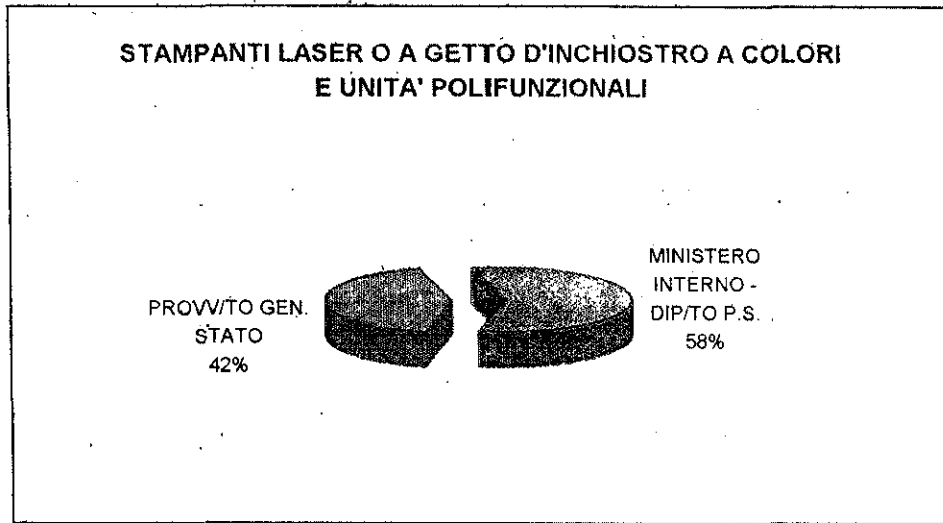 STAMPANTI LASER O A GETTO D'INCHIOSTRO A COLORI
E UNITA' POLIFUNZIONALI
PROVV/TO GEN.
STATO
42%
MINISTERO
INTERNO -
DIP/TO P.S.
58%